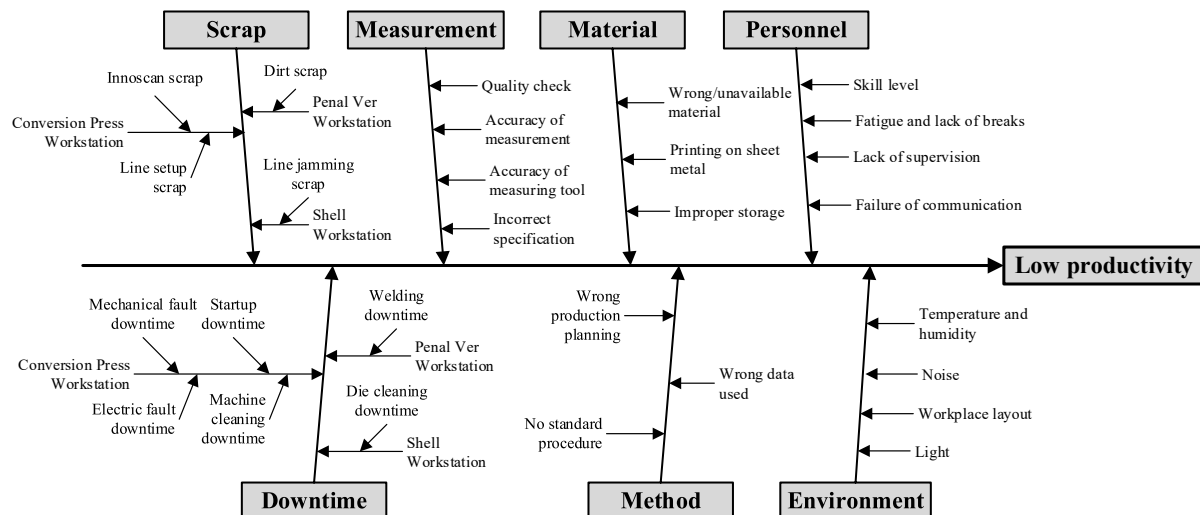 Scrap
Measurement
Material
Personnel
Innoscan scrap
Dirt scrap
Conversion Press
Workstation
Penal Ver
Workstation
Line setup
scrap
Line jamming
scrap
Shell
Workstation
Quality check
Accuracy of
measurement
Accuracy of
measuring tool
Incorrect
specification
Wrong/unavailable
material
Printing on sheet
metal
Improper storage
Skill level
Fatigue and lack of breaks
Lack of supervision
Failure of communication
Low productivity
Mechanical fault
downtime
Startup
downtime
Welding
downtime
Conversion Press
Workstation
Penal Ver
Workstation
Electric fault
downtime
Machine
cleaning
downtime
Die cleaning
downtime
Shell
Workstation
Wrong
production
planning
Wrong data
used
No standard
procedure
Temperature and
humidity
Noise
Workplace layout
Light
Downtime
Method
Environment